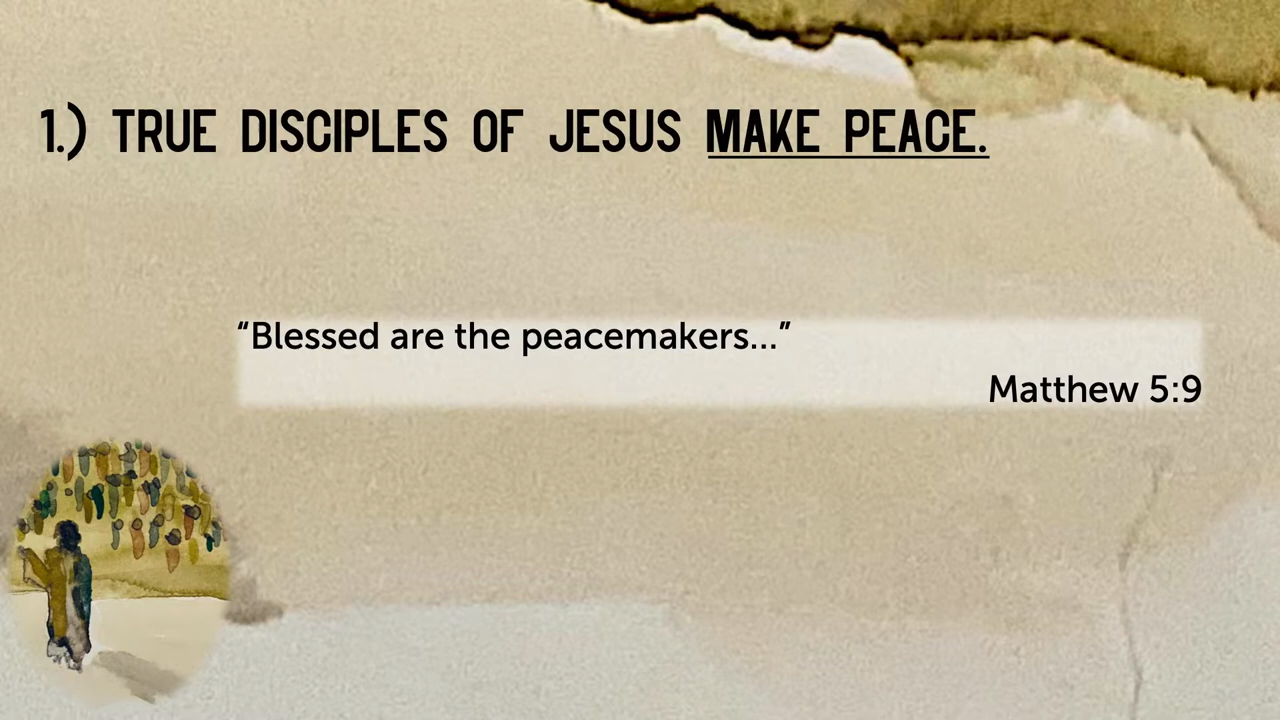 1.) TRUE DISCIPLES OF JESUS MAKE PEACE.
“Blessed are the peacemakers...”
Matthew 5:9